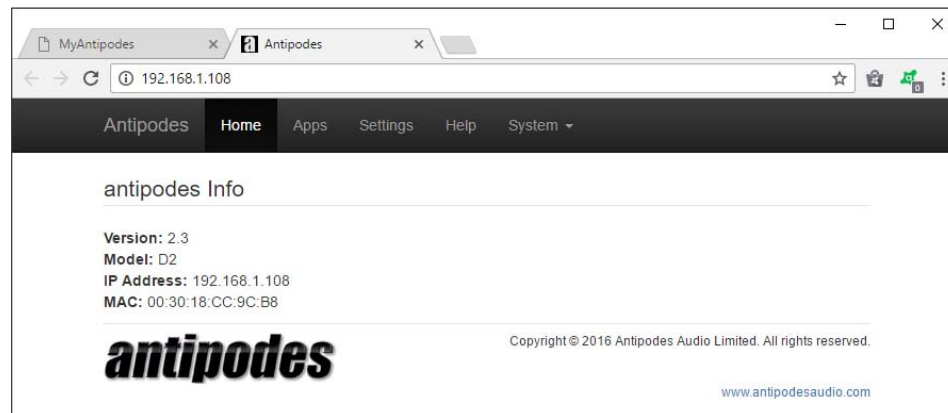 MyAntipodes
a Antipodes
192.168.1.108
0
Antipodes Home Apps Settings Help System
antipodes Info
Version: 2.3
Model: D2
IP Address: 192.168.1.108
MAC: 00:30:18:CC:9C:B8
antipodes
Copyright © 2016 Antipodes Audio Limited. All rights reserved.
www.antipodesaudio.com